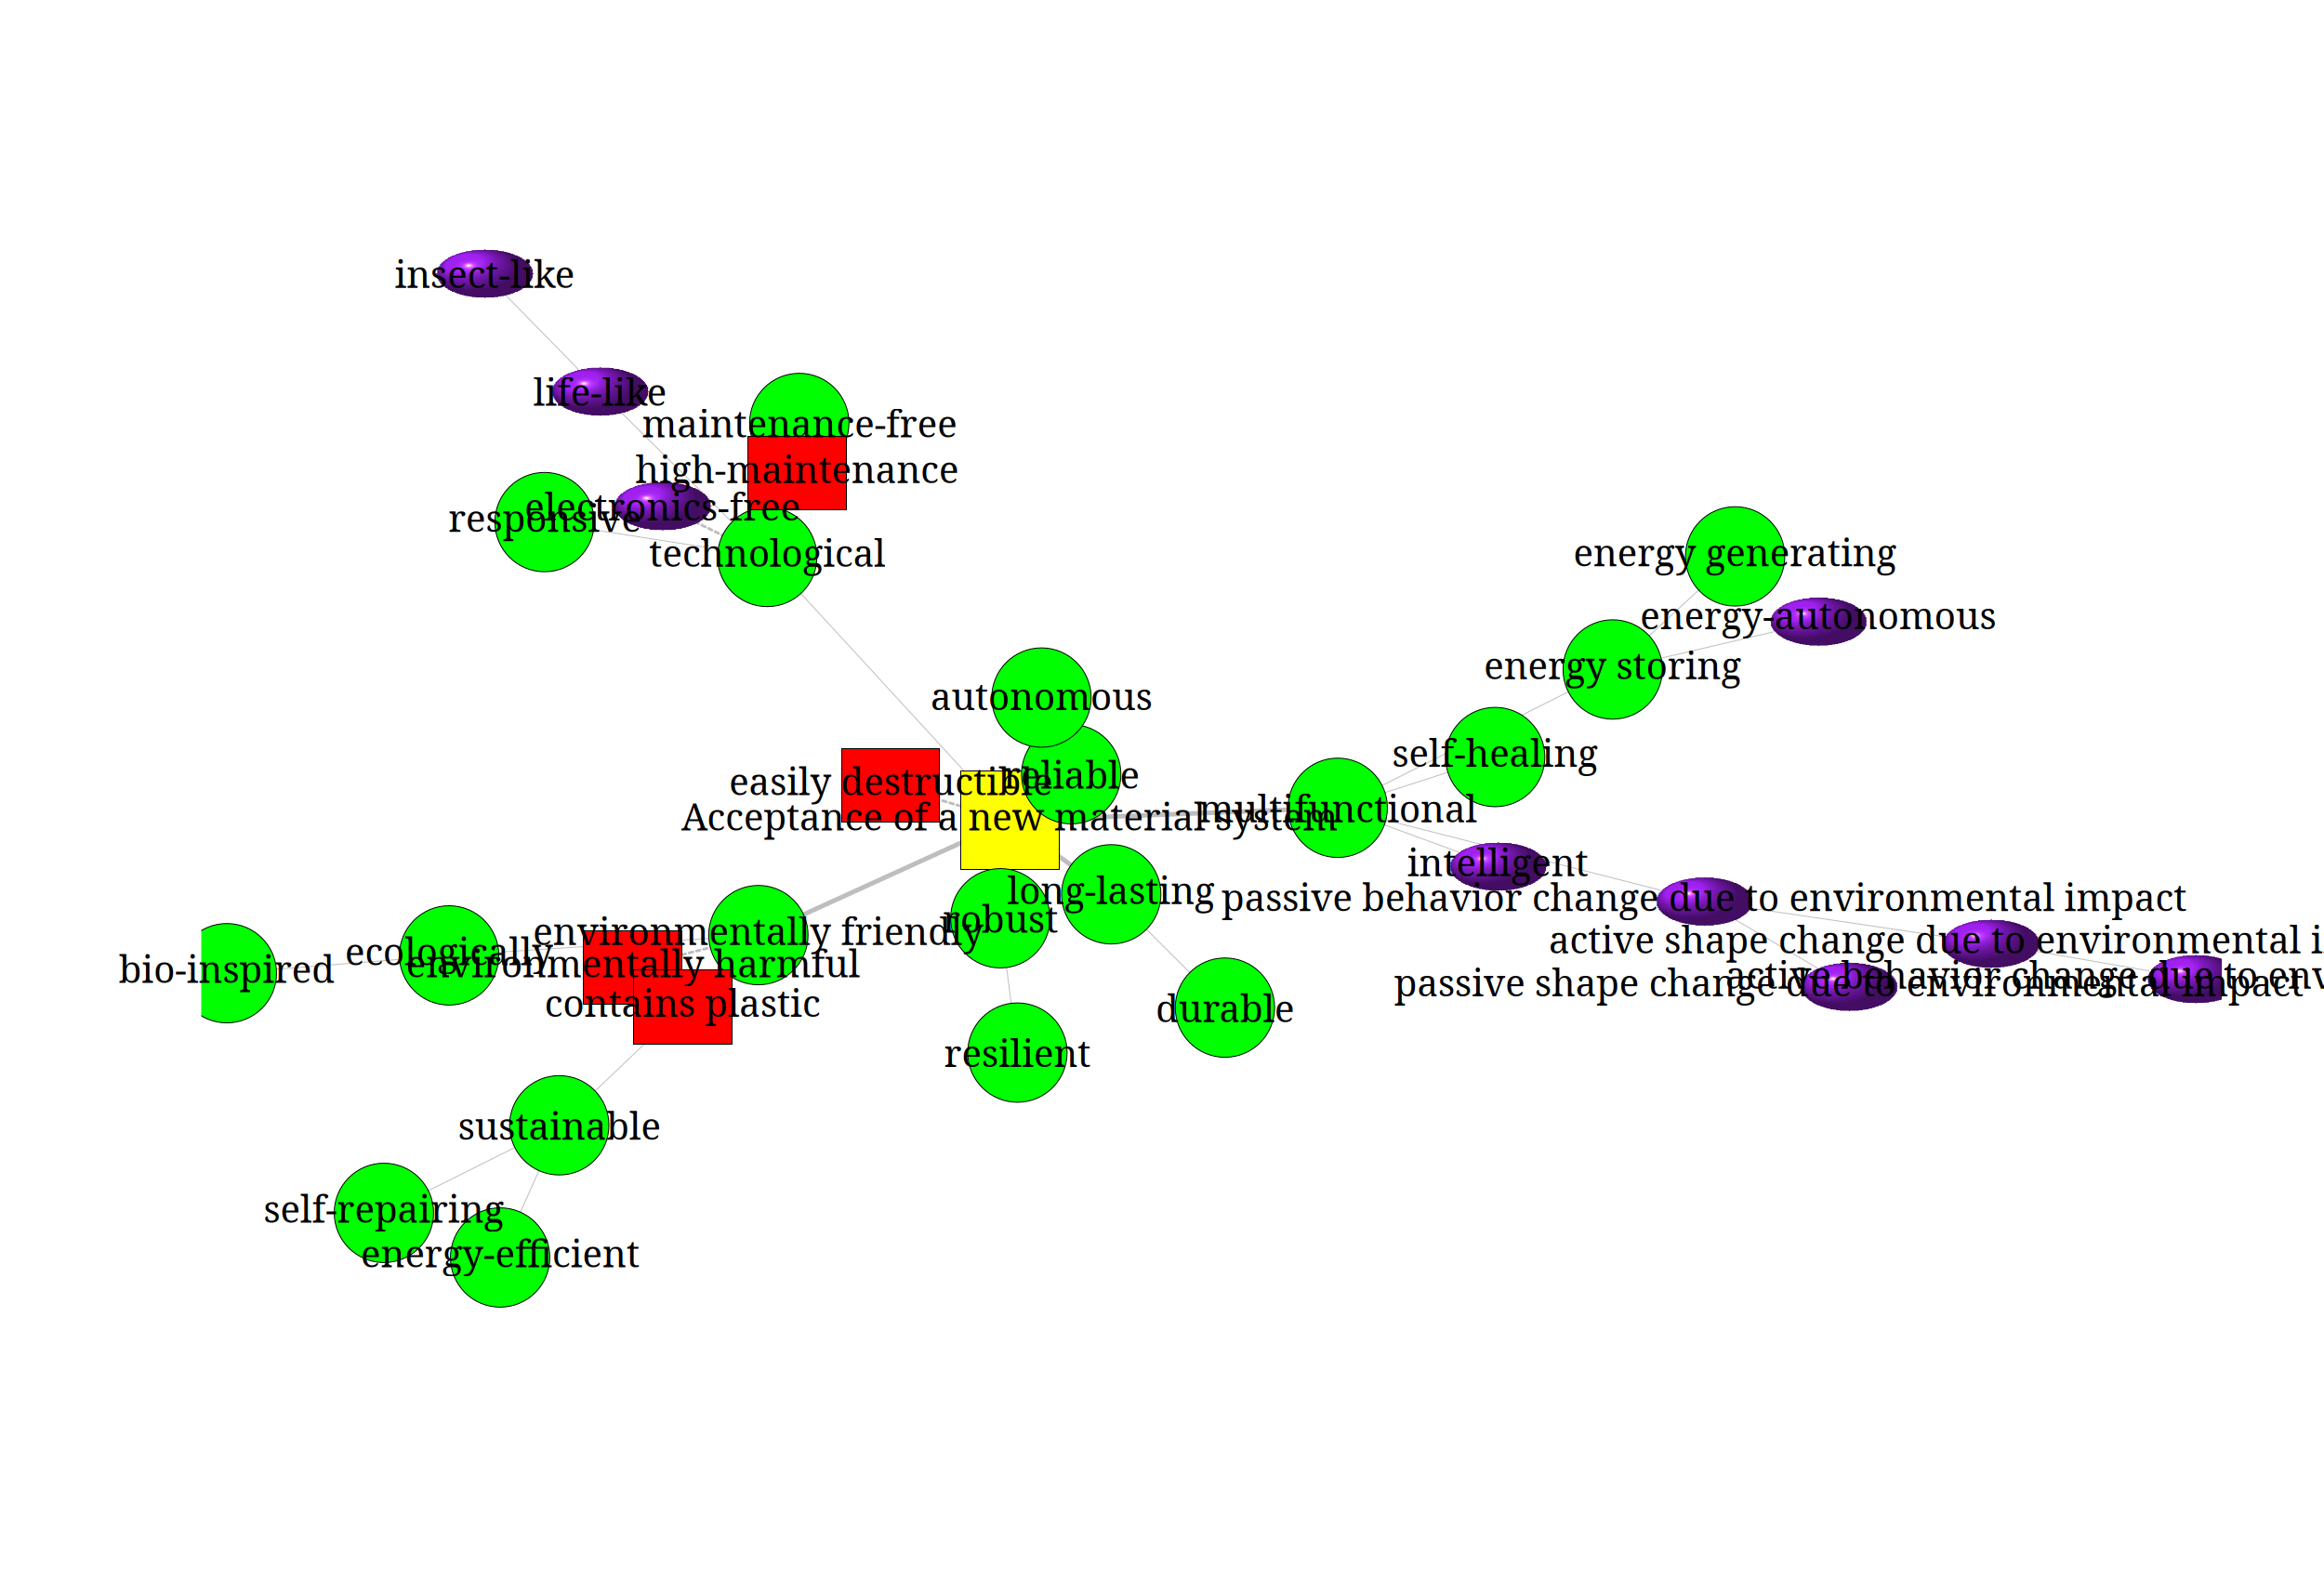 insect-like
life-like
maintenance-free
high-maintenance
electronics-free
responsive
technological
energy generating
energy-autonomous
energy storing
autonomous
self-healing
reliable
easily destructible
multifunctional
Acceptance of a new material system
intelligent
long-lasting
passive behavior change due to environmental impact
robust
environmentally friendly
active shape change due to environmental i
ecologically
environmentally harmful
bio-inspired
active behavior change due to env
passive shape change due to environmental impact
contains plastic
durable
resilient
sustainable
self-repairing
energy-efficient